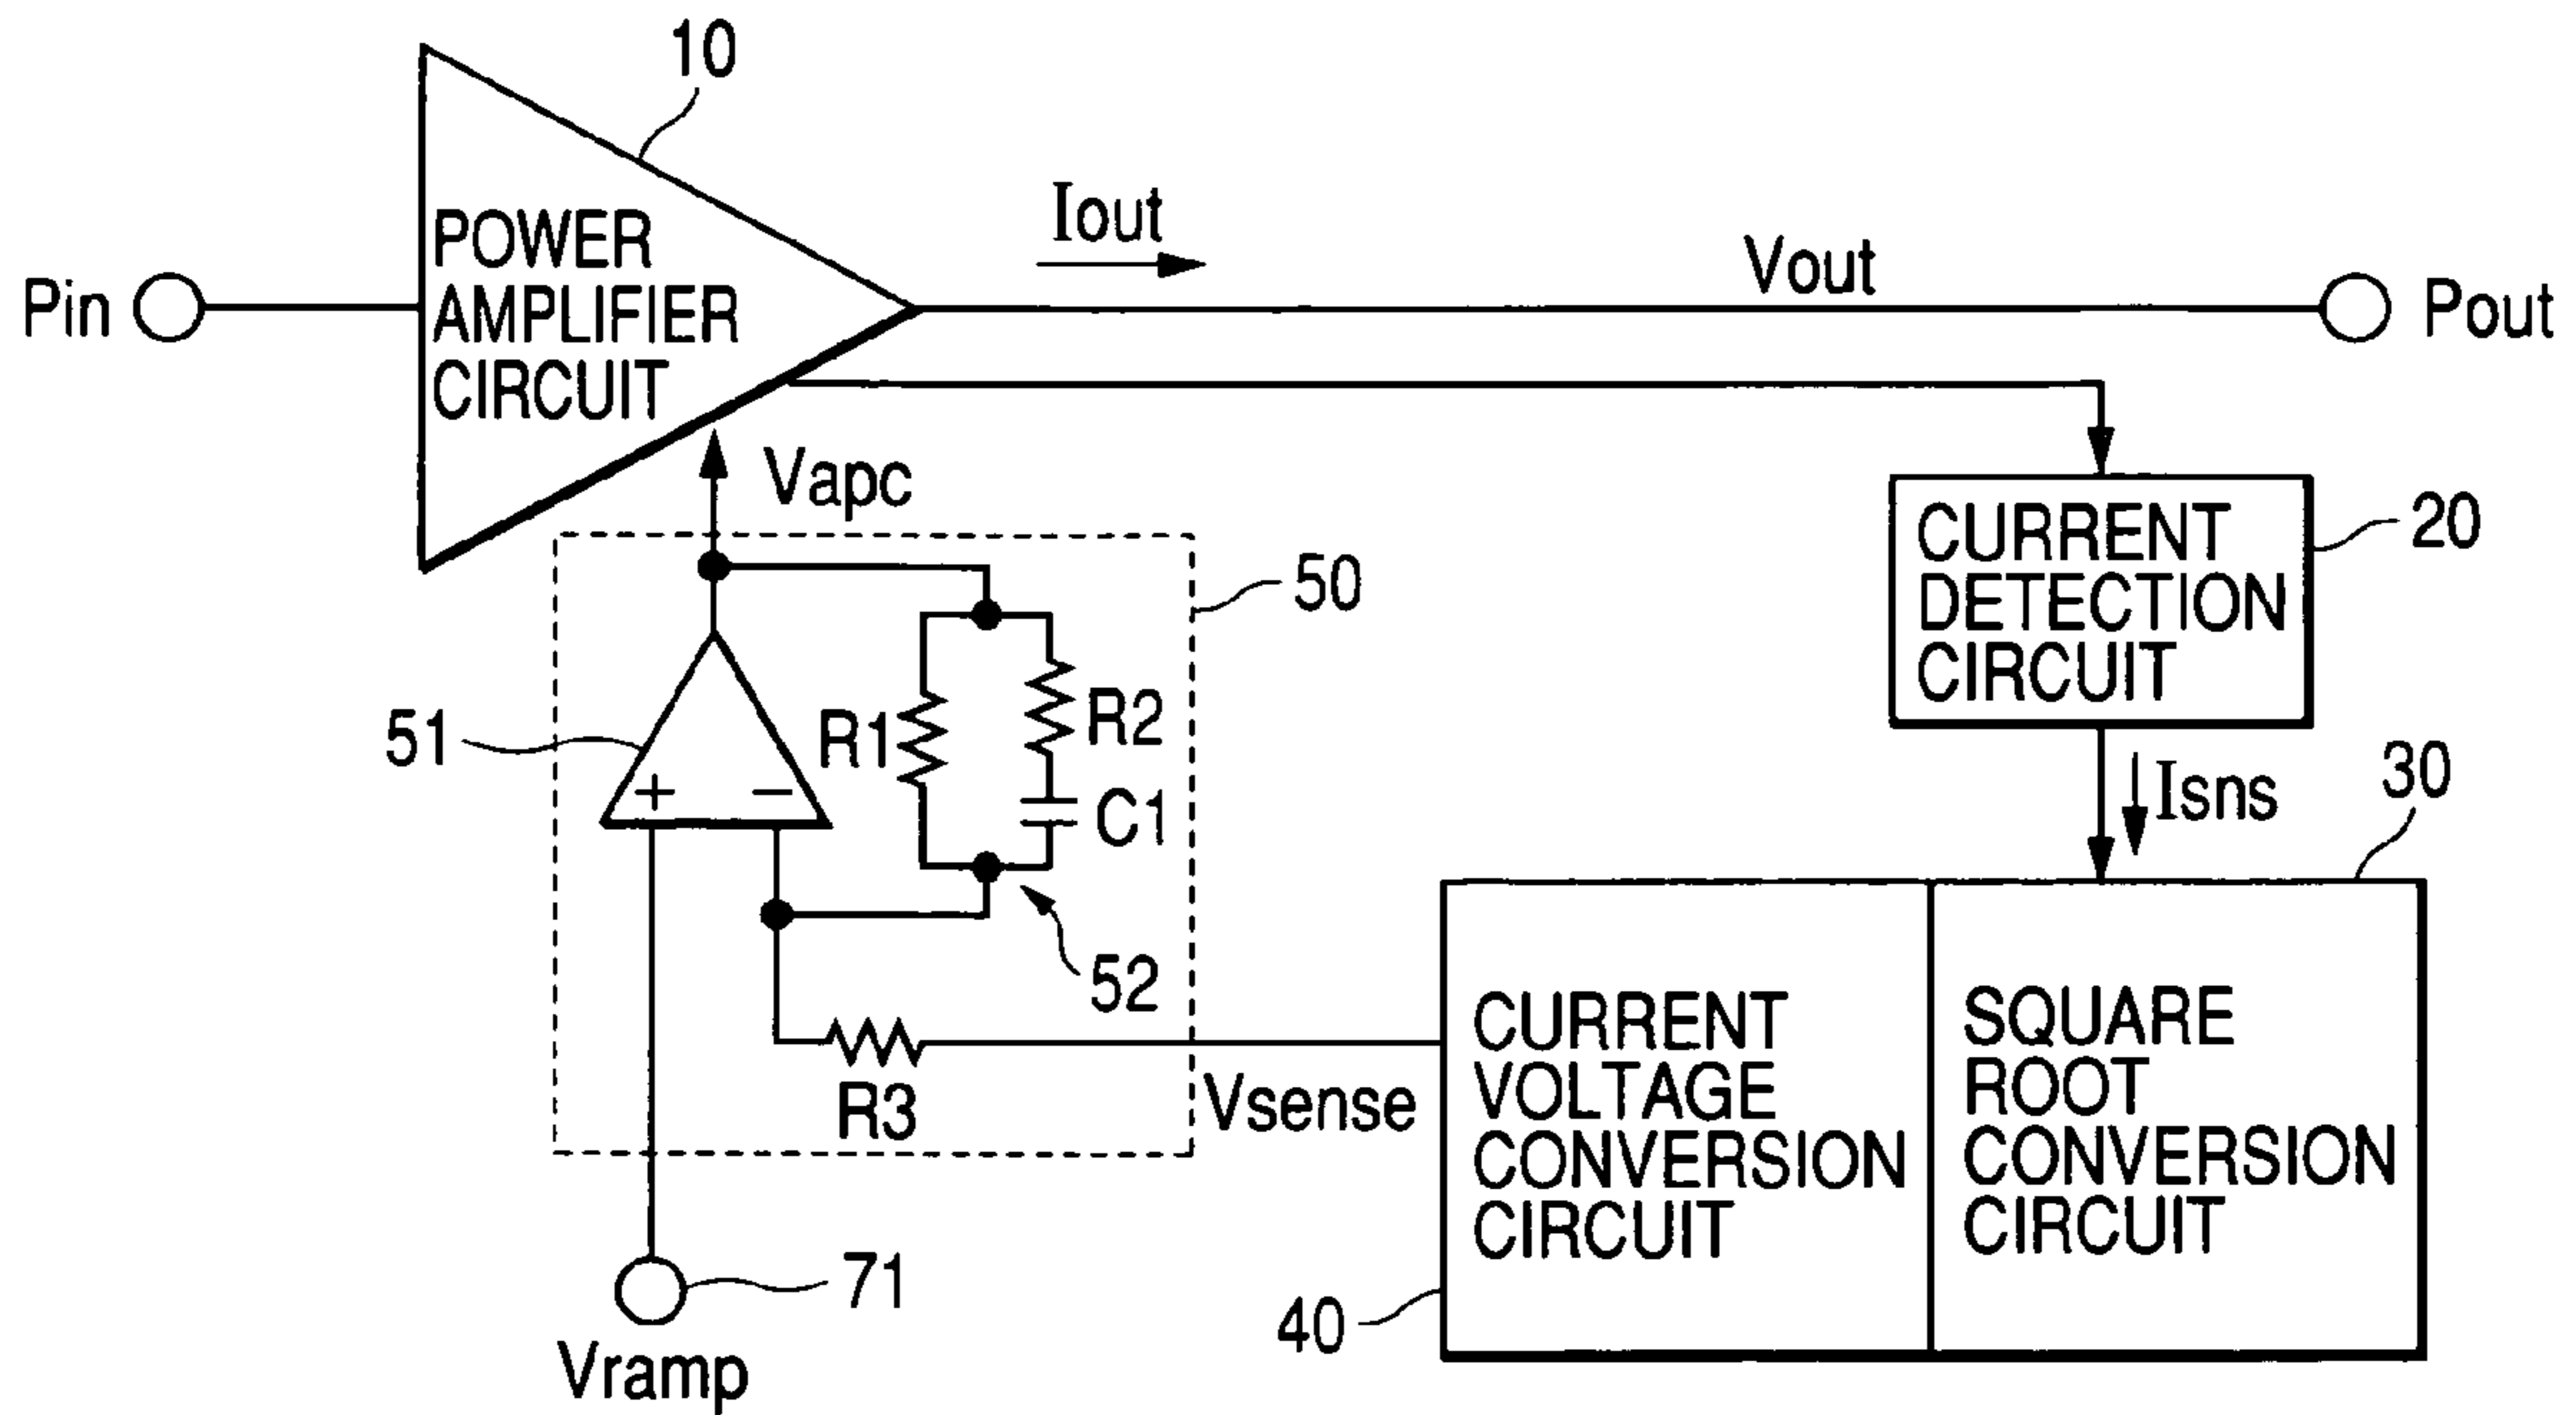 10
POWER
AMPLIFIER
CIRCUIT
Pin
Iout
Vout
Pout
Vapc
CURRENT
DETECTION
CIRCUIT
20
50
51
R1
R2
C1
+
−
52
R3
Isns
30
Vsense
CURRENT
VOLTAGE
CONVERSION
CIRCUIT
SQUARE
ROOT
CONVERSION
CIRCUIT
40
71
Vramp